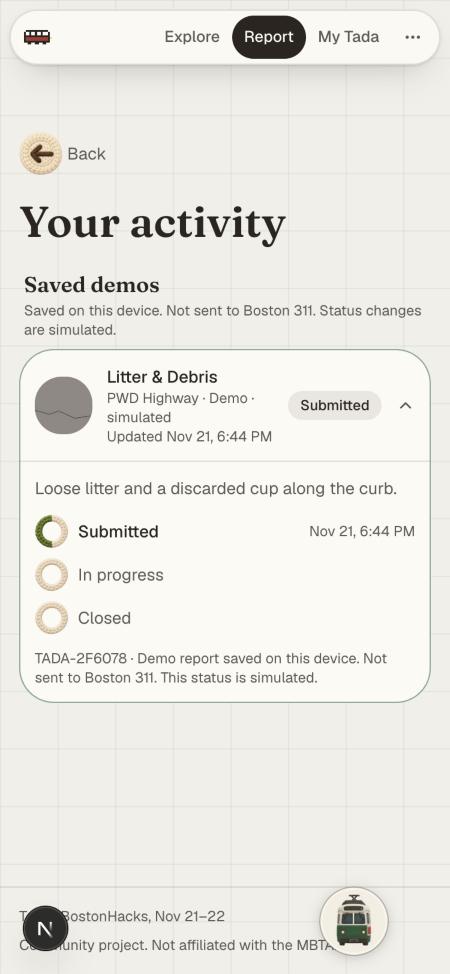 Explore Report My Tada
Back
Your activity
Saved demos
Saved on this device. Not sent to Boston 311. Status changes
are simulated.
Litter & Debris
PWD Highway · Demo ·
simulated
Updated Nov 21, 6:44 PM
Submitted
Loose litter and a discarded cup along the curb.
Submitted Nov 21, 6:44 PM
In progress
Closed
TADA-2F6078 · Demo report saved on this device. Not
sent to Boston 311. This status is simulated.
BostonHacks, Nov 21–22
N
project. Not affiliated with the MBTA